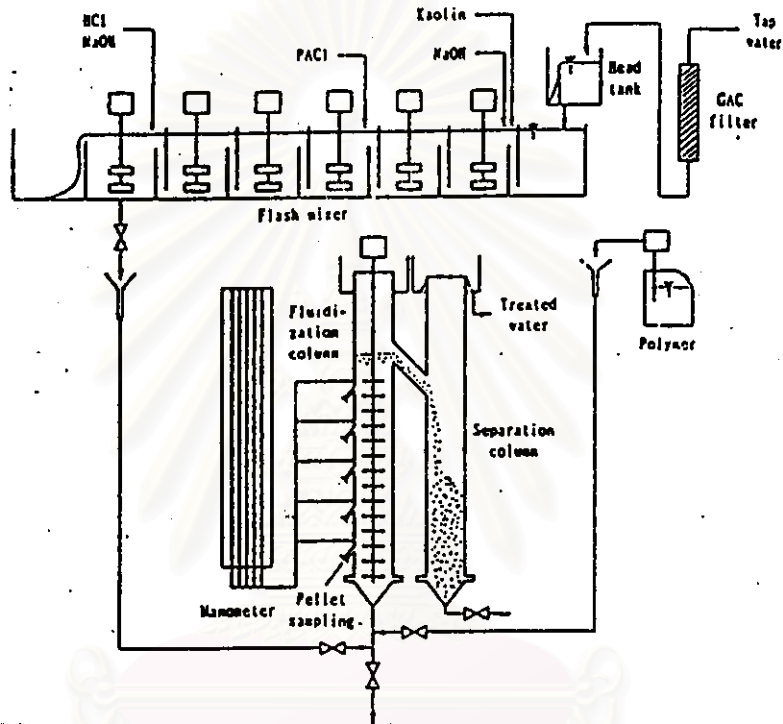 HCl
NaOH
PACl
Kaolin
NaOH
Head
tank
Tap
water
GAC
filter
Flash mixer
Fluidi-
zation
column
Treated
water
Polymer
Separation
column
Manometer
Pellet
sampling